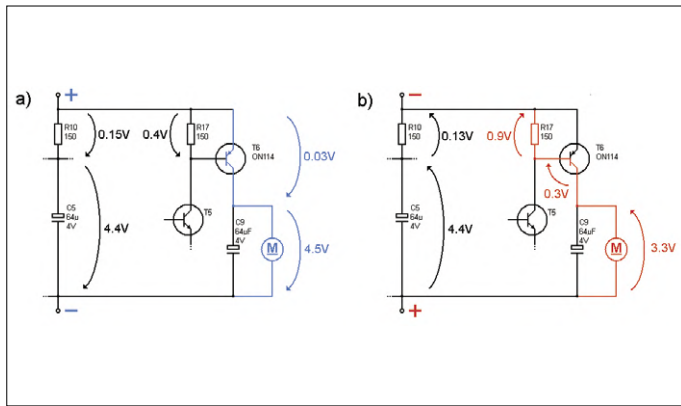 a)
+
R10
150
0.15V
0.4V
R17
150
T6
ON114
0.03V
C5
64u
4V
4.4V
T5
C9
64uF
4V
M
4.5V
−
b)
−
R10
150
0.13V
0.9V
R17
150
T6
ON114
0.3V
C5
64u
4V
4.4V
T5
C9
64uF
4V
M
3.3V
+